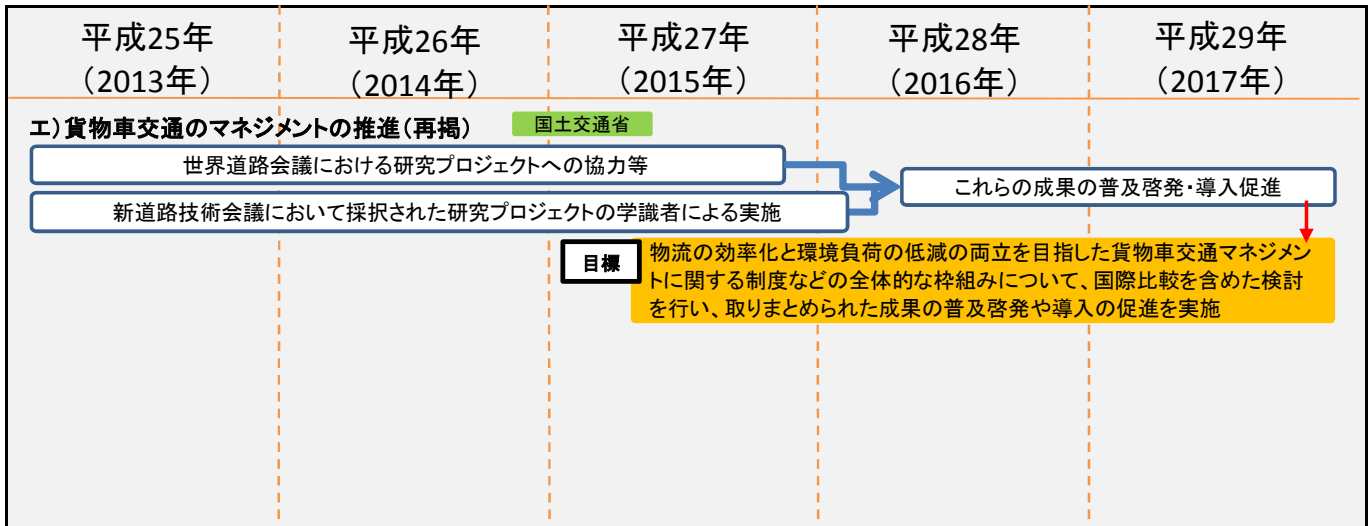 平成25年
(2013年)
平成26年
(2014年)
平成27年
(2015年)
平成28年
(2016年)
平成29年
(2017年)
エ)貨物車交通のマネジメントの推進(再掲)
国土交通省
世界道路会議における研究プロジェクトへの協力等
新道路技術会議において採択された研究プロジェクトの学識者による実施
これらの成果の普及啓発・導入促進
目標
物流の効率化と環境負荷の低減の両立を目指した貨物車交通マネジメン
トに関する制度などの全体的な枠組みについて、国際比較を含めた検討
を行い、取りまとめられた成果の普及啓発や導入の促進を実施